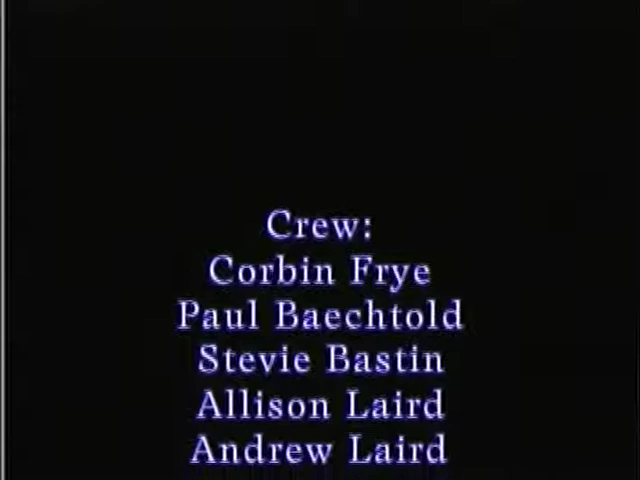 Crew:
Corbin Frye
Paul Baechtold
Stevie Bastin
Allison Laird
Andrew Laird